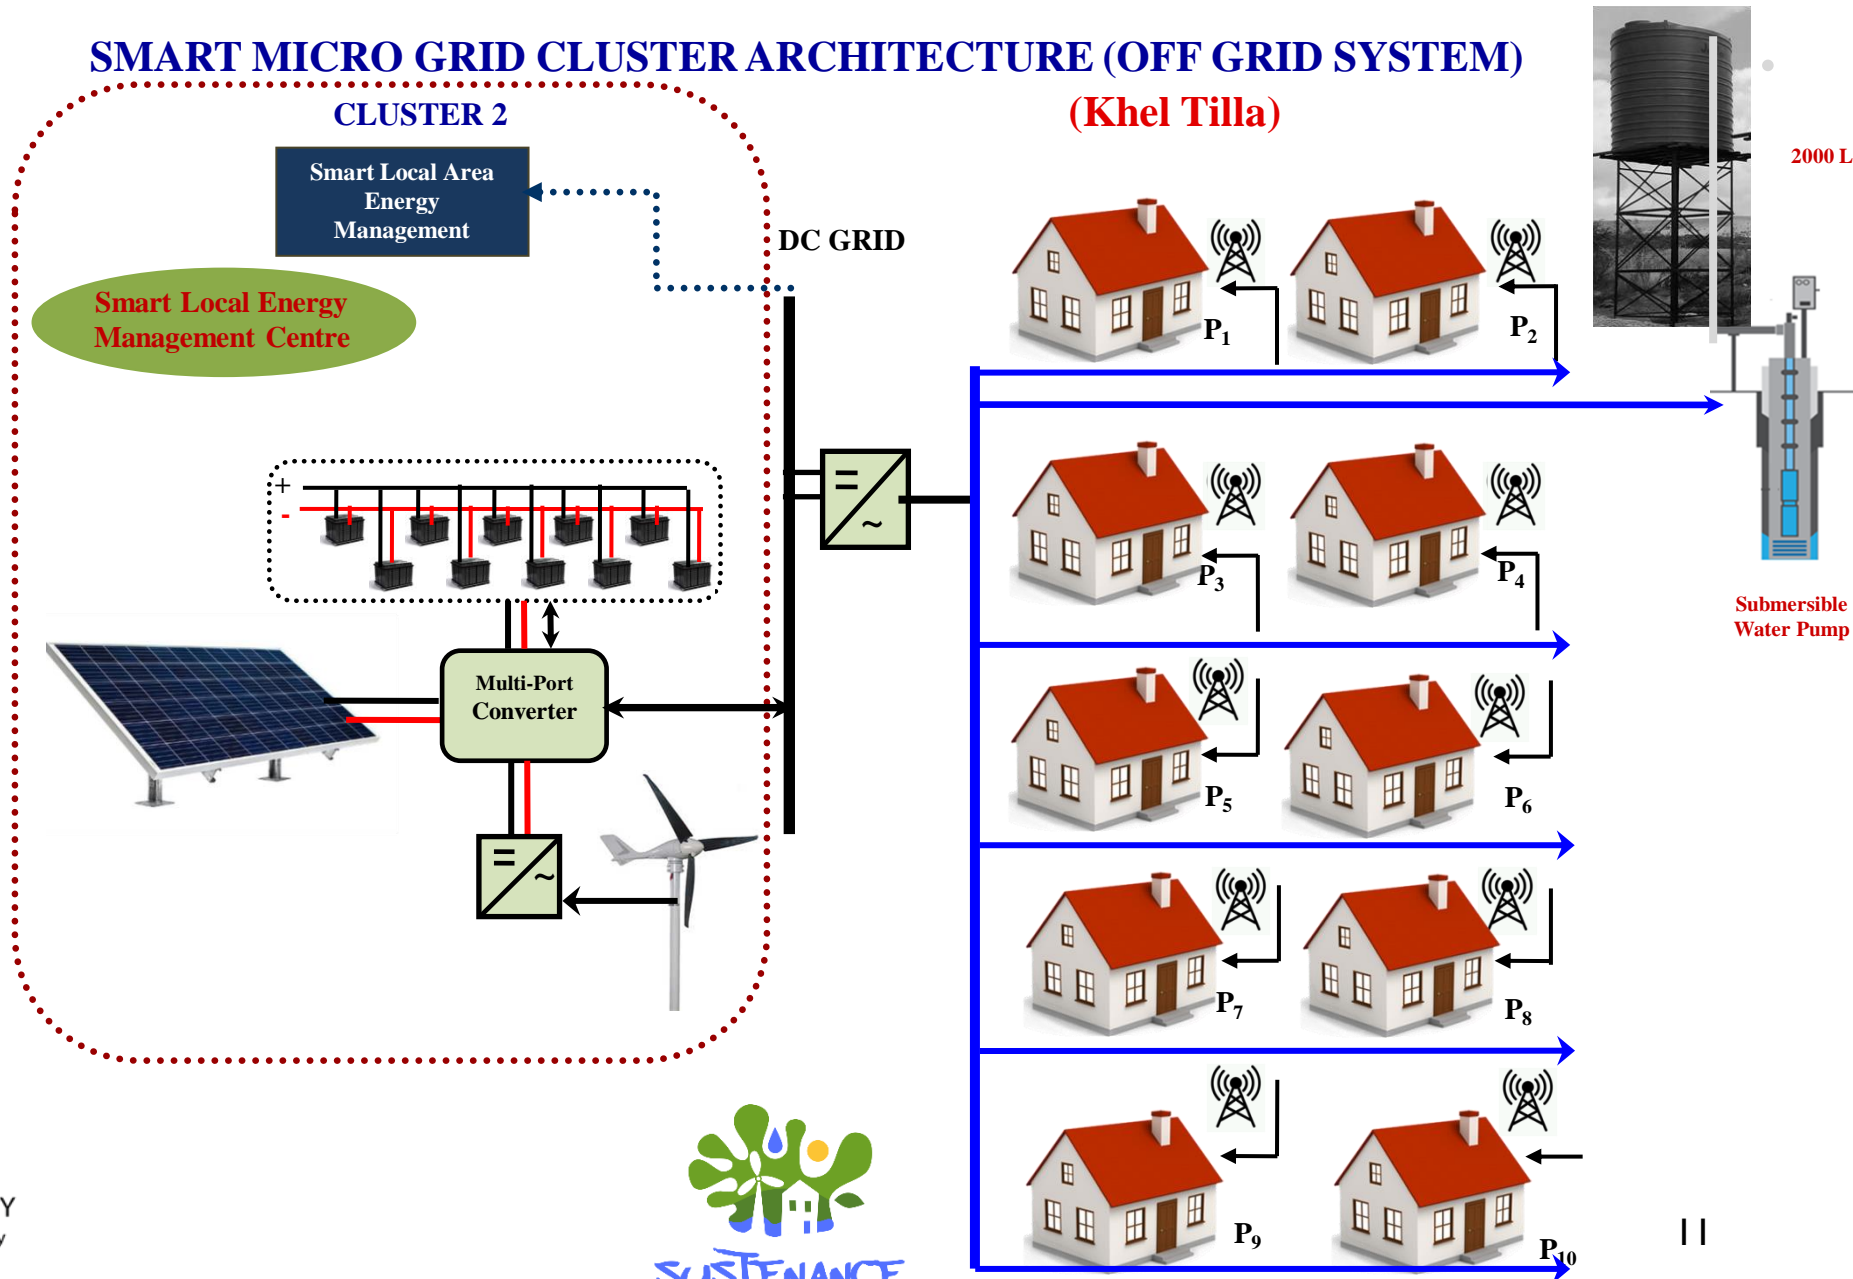 SMART MICRO GRID CLUSTER ARCHITECTURE (OFF GRID SYSTEM)
(Khel Tilla)
CLUSTER 2
Smart Local Area
Energy
Management
2000 L
DC GRID
Smart Local Energy
Management Centre
P1
P2
=
~
+
-
P3
P4
Submersible
Water Pump
Multi-Port
Converter
P5
P6
=
~
P7
P8
P9
P10
SUSTENANCE
Y
y
11